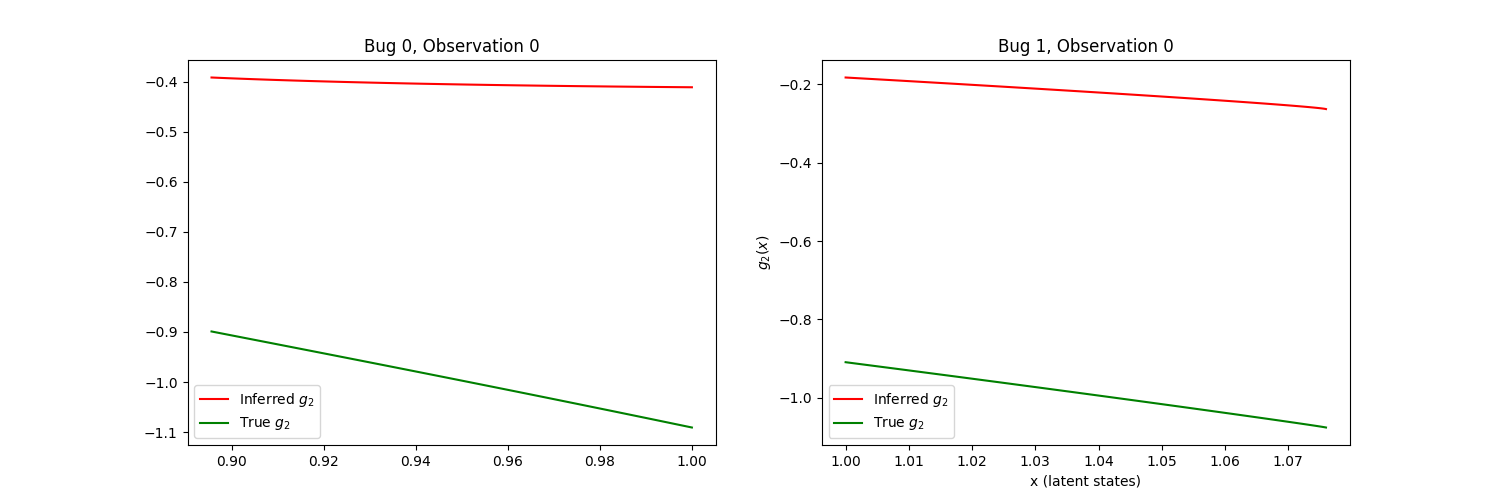 Bug 0, Observation 0
−0.4
−0.5
−0.6
−0.7
−0.8
−0.9
−1.0
−1.1
Inferred g₂
True g₂
0.90 0.92 0.94 0.96 0.98 1.00
Bug 1, Observation 0
g₂(x)
−0.2
−0.4
−0.6
−0.8
−1.0
Inferred g₂
True g₂
1.00 1.01 1.02 1.03 1.04 1.05 1.06 1.07
x (latent states)